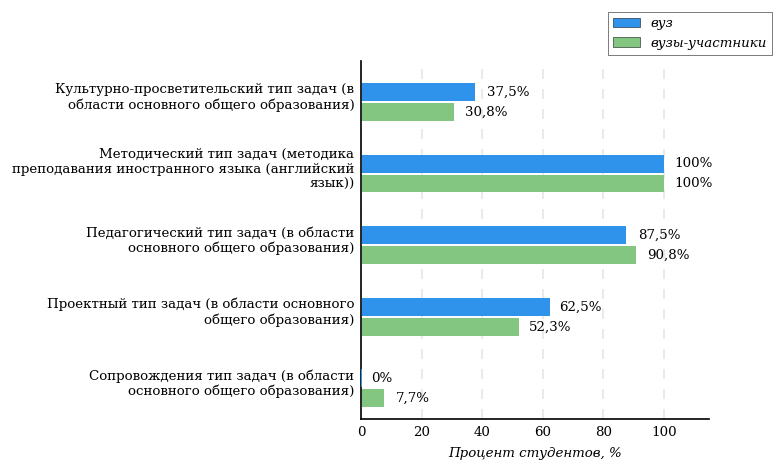 вуз
вузы-участники
Культурно-просветительский тип задач (в
области основного общего образования)
37,5%
30,8%
Методический тип задач (методика
преподавания иностранного языка (английский
язык))
100%
100%
Педагогический тип задач (в области
основного общего образования)
87,5%
90,8%
Проектный тип задач (в области основного
общего образования)
62,5%
52,3%
Сопровождения тип задач (в области
основного общего образования)
0%
7,7%
0 20 40 60 80 100
Процент студентов, %